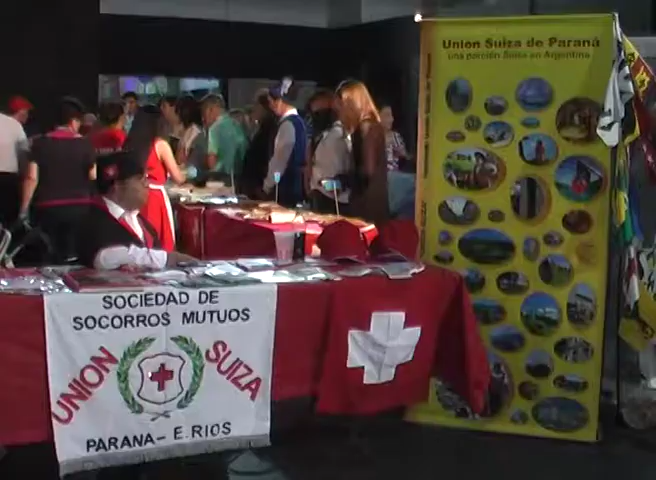 Union Suiza de Paraná
una porción Suiza en Argentina
SOCIEDAD DE
SOCORROS MUTUOS
UNION SUIZA
PARANA – E. RIOS